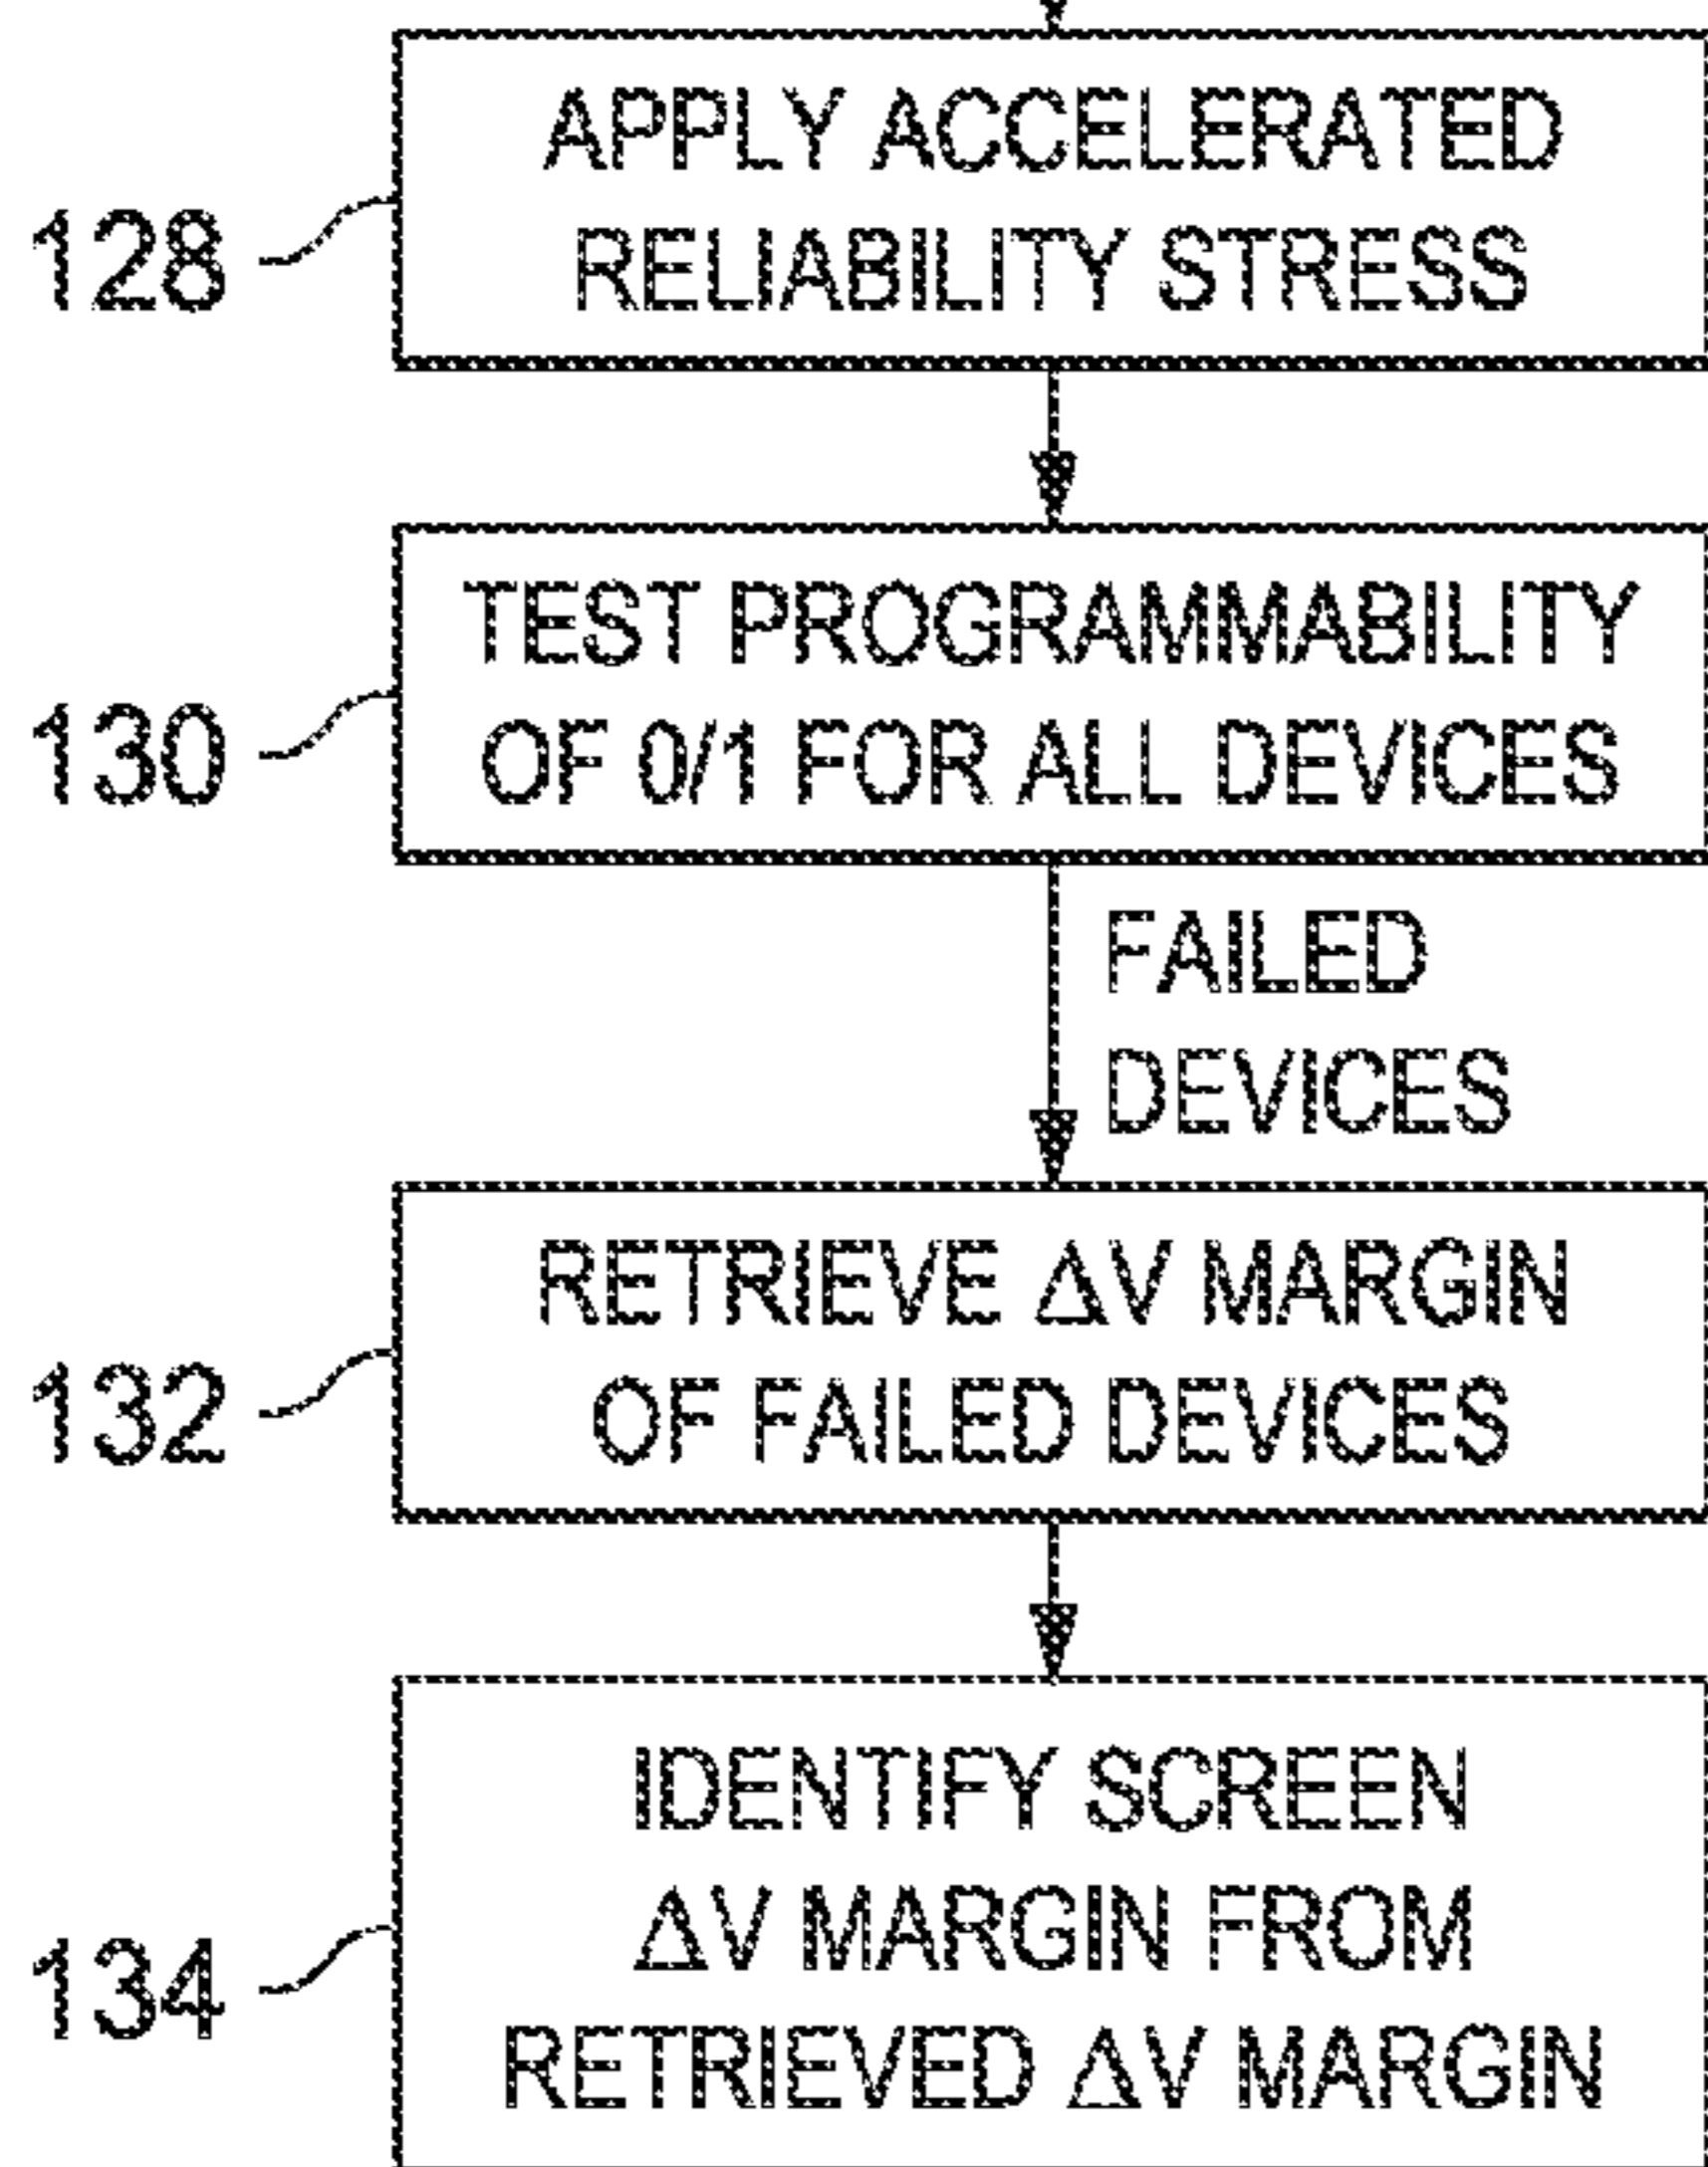 APPLY ACCELERATED
RELIABILITY STRESS
128
TEST PROGRAMMABILITY
OF 0/1 FOR ALL DEVICES
130
FAILED
DEVICES
RETRIEVE ΔV MARGIN
OF FAILED DEVICES
132
IDENTIFY SCREEN
ΔV MARGIN FROM
RETRIEVED ΔV MARGIN
134